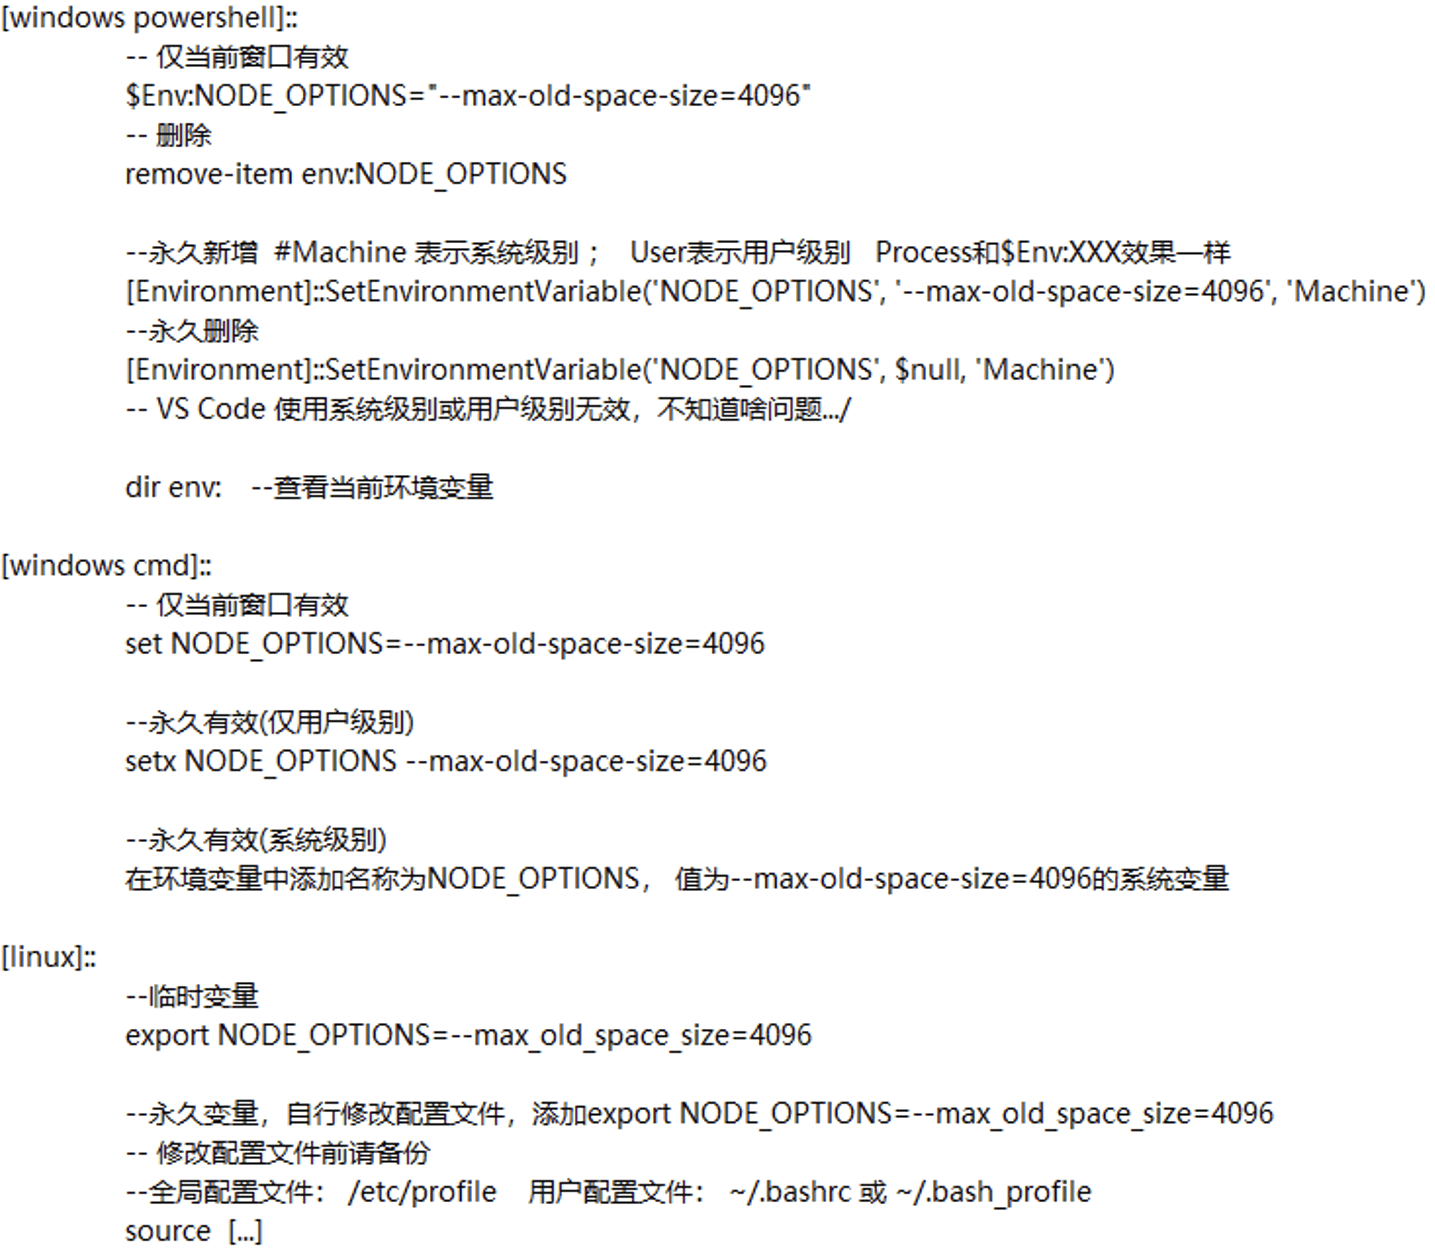 [windows powershell]::
-- 仅当前窗口有效
$Env:NODE_OPTIONS="--max-old-space-size=4096"
-- 删除
remove-item env:NODE_OPTIONS
--永久新增  #Machine 表示系统级别 ;   User表示用户级别   Process和$Env:XXX效果一样
[Environment]::SetEnvironmentVariable('NODE_OPTIONS', '--max-old-space-size=4096', 'Machine')
--永久删除
[Environment]::SetEnvironmentVariable('NODE_OPTIONS', $null, 'Machine')
-- VS Code 使用系统级别或用户级别无效，不知道啥问题.../
dir env:    --查看当前环境变量
[windows cmd]::
-- 仅当前窗口有效
set NODE_OPTIONS=--max-old-space-size=4096
--永久有效(仅用户级别)
setx NODE_OPTIONS --max-old-space-size=4096
--永久有效(系统级别)
在环境变量中添加名称为NODE_OPTIONS， 值为--max-old-space-size=4096的系统变量
[linux]::
--临时变量
export NODE_OPTIONS=--max_old_space_size=4096
--永久变量，自行修改配置文件，添加export NODE_OPTIONS=--max_old_space_size=4096
-- 修改配置文件前请备份
--全局配置文件： /etc/profile    用户配置文件： ~/.bashrc 或 ~/.bash_profile
source  [...]